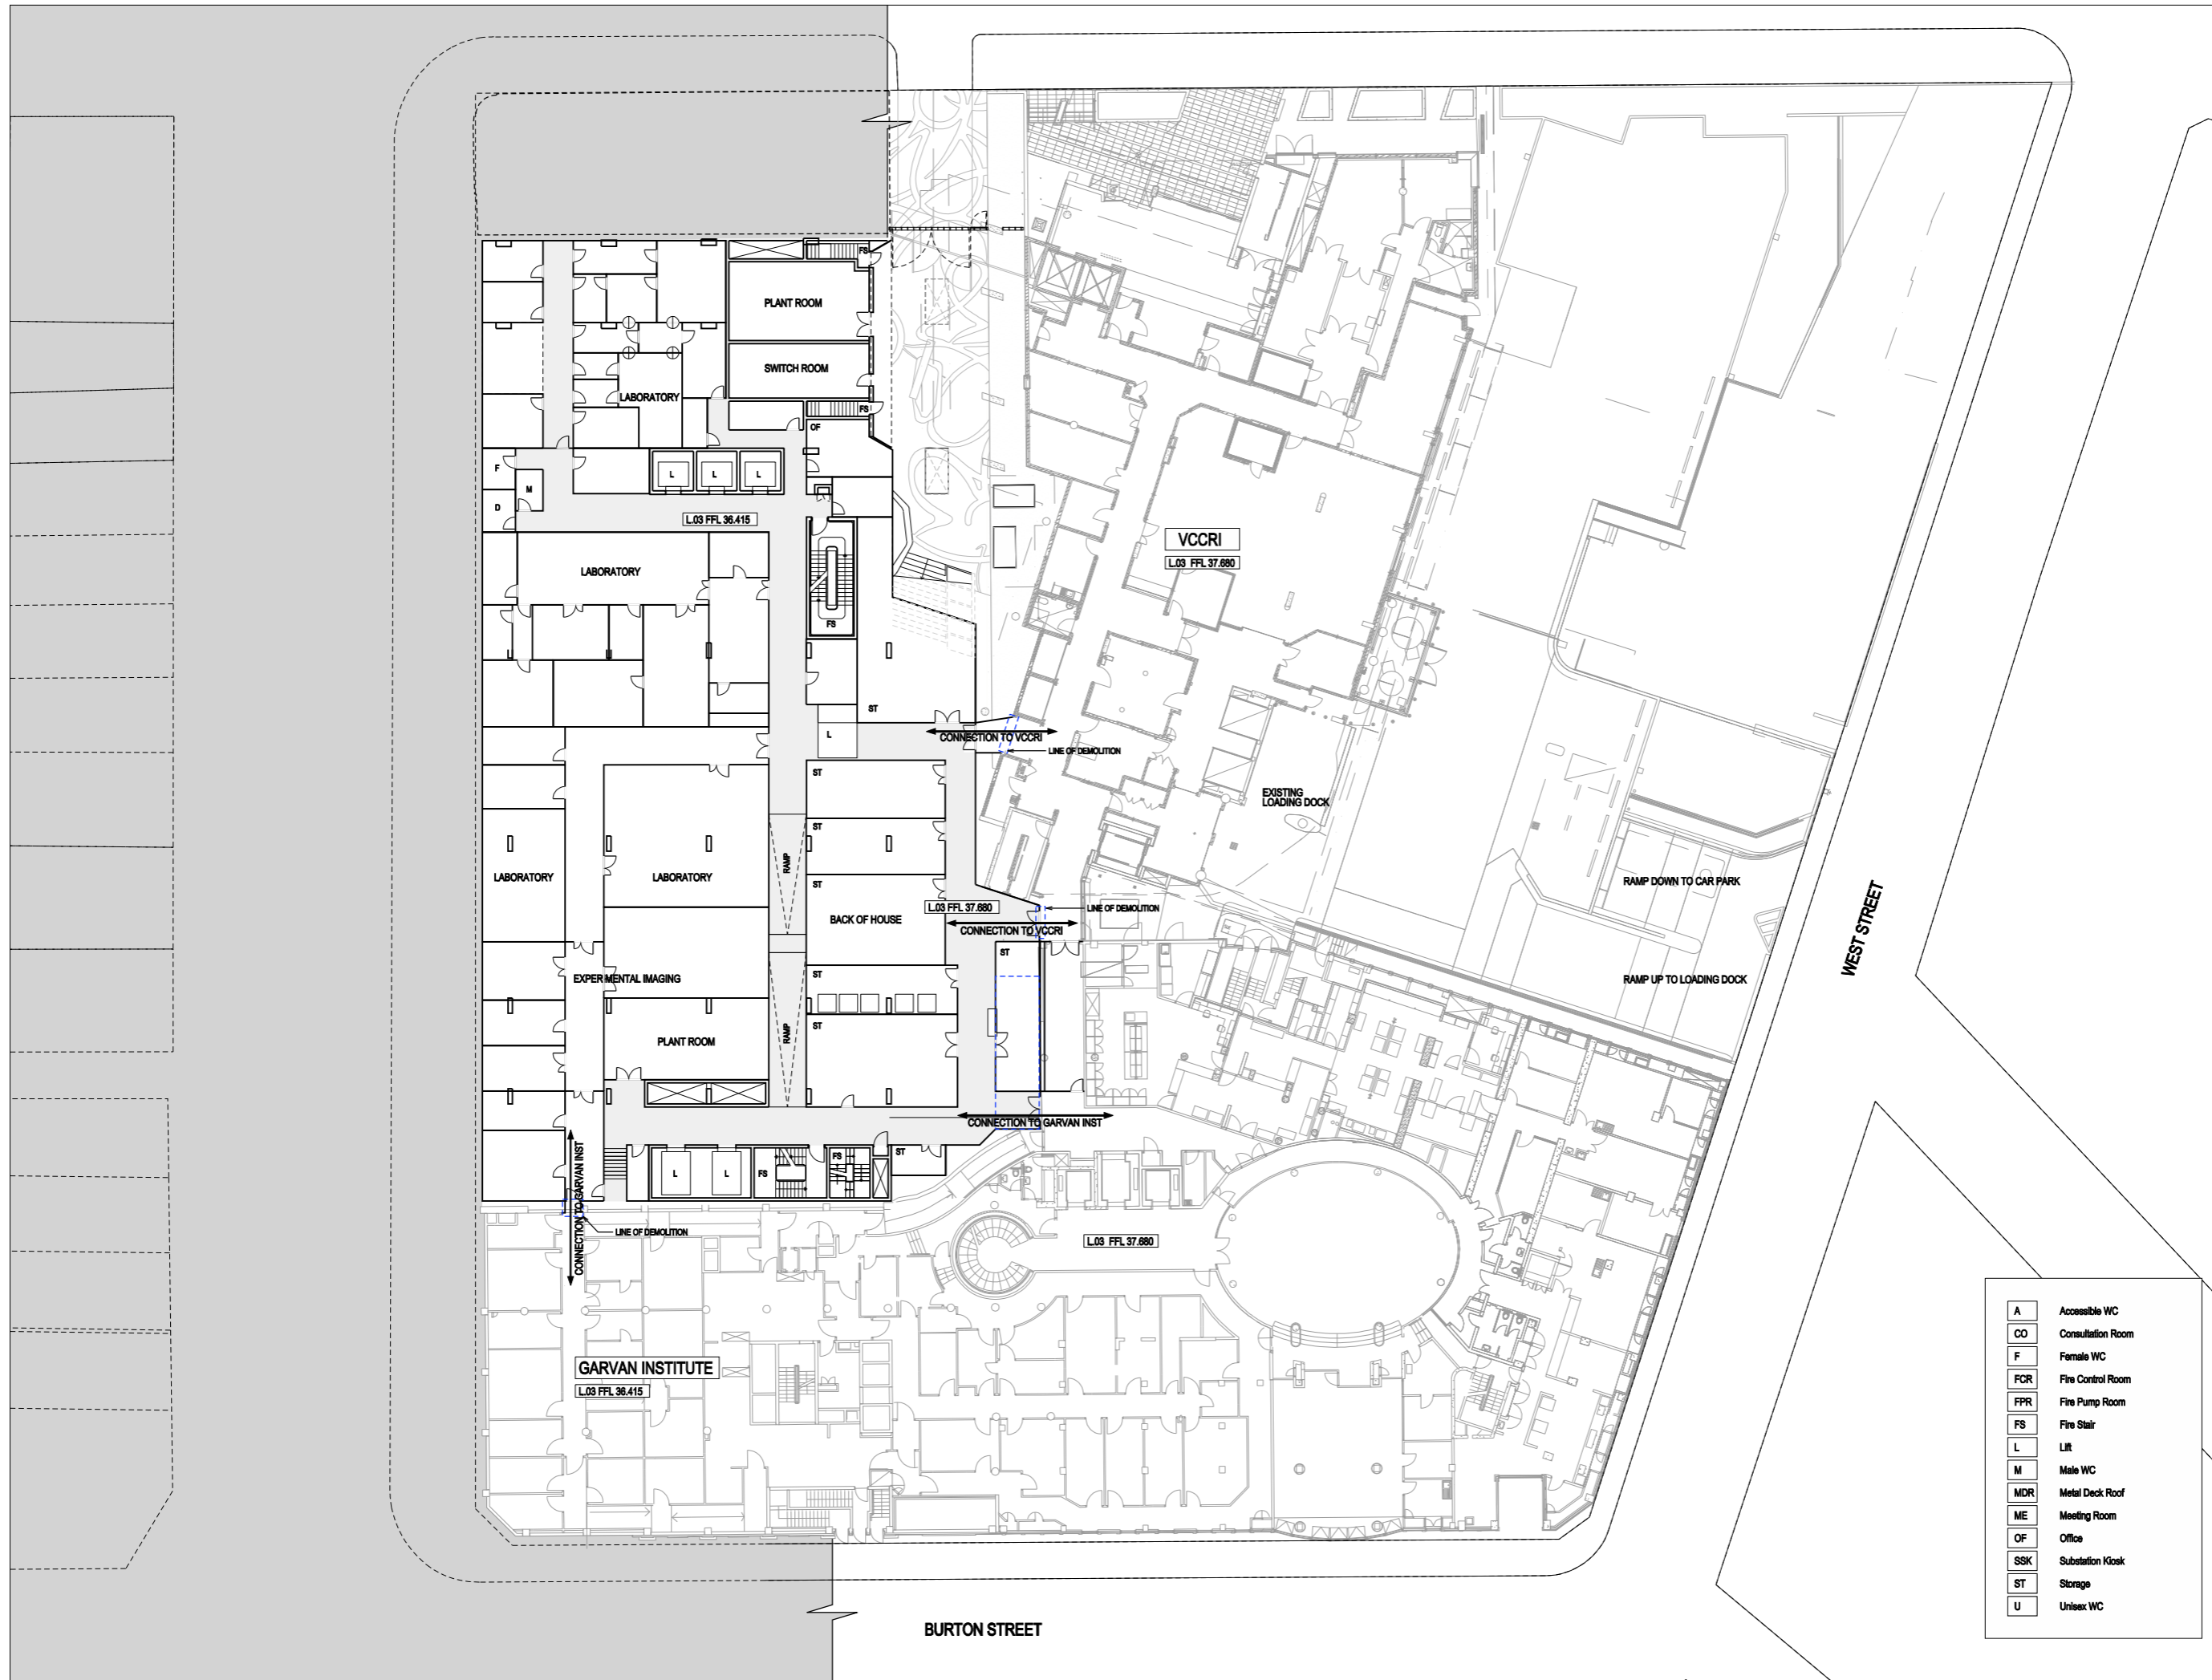 FS
PLANT ROOM
SWITCH ROOM
LABORATORY
FS
OF
F
M
D
L
L
L
L.03 FFL 36.415
VCCRI
L.03 FFL 37.680
LABORATORY
FS
ST
L
CONNECTION TO VCCRI
LINE OF DEMOLITION
ST
EXISTING
LOADING DOCK
ST
RAMP
LABORATORY
LABORATORY
ST
BACK OF HOUSE
L.03 FFL 37.680
LINE OF DEMOLITION
CONNECTION TO VCCRI
RAMP DOWN TO CAR PARK
WEST STREET
RAMP UP TO LOADING DOCK
ST
EXPERIMENTAL IMAGING
ST
ST
PLANT ROOM
RAMP
CONNECTION TO GARVAN INST
CONNECTION TO GARVAN INST
L
L
FS
FS
ST
LINE OF DEMOLITION
L.03 FFL 37.680
GARVAN INSTITUTE
L.03 FFL 36.415
BURTON STREET
A Accessible WC
CO Consultation Room
F Female WC
FCR Fire Control Room
FPR Fire Pump Room
FS Fire Stair
L Lift
M Male WC
MDR Metal Deck Roof
ME Meeting Room
OF Office
SSK Substation Kiosk
ST Storage
U Unisex WC